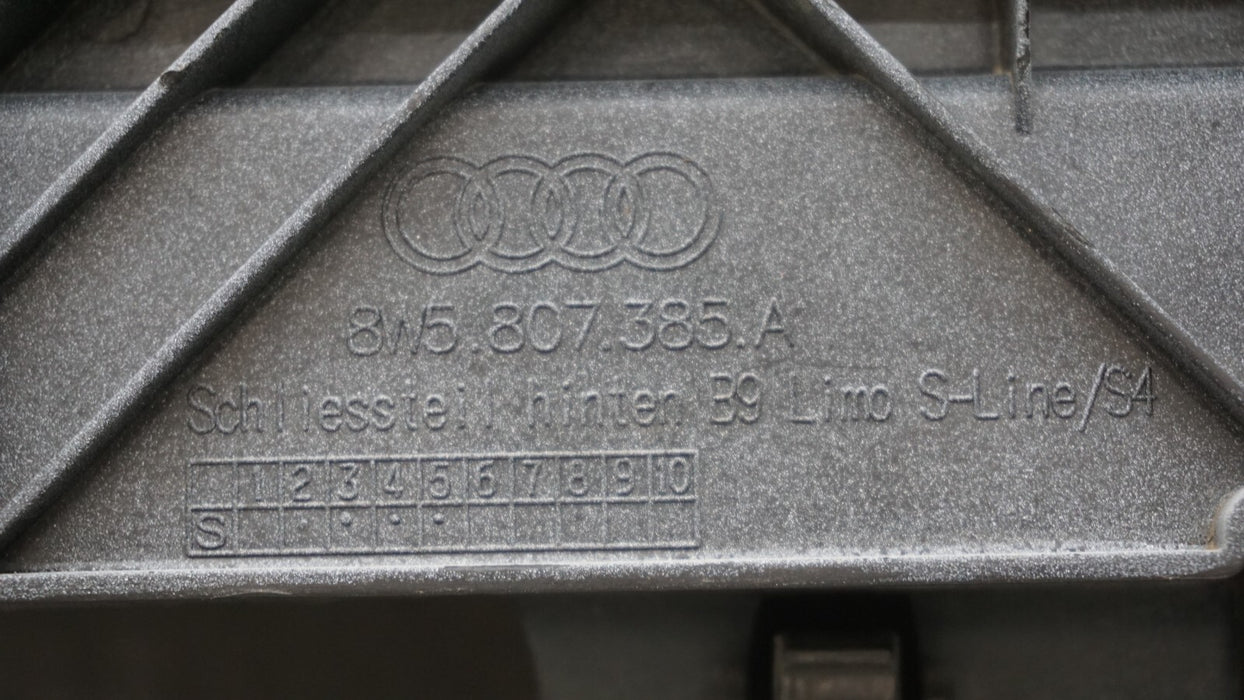 8W5.807.385.A
Schliessteil hinten B9 Limo S-Line/S4
1 2 3 4 5 6 7 8 9 10
S